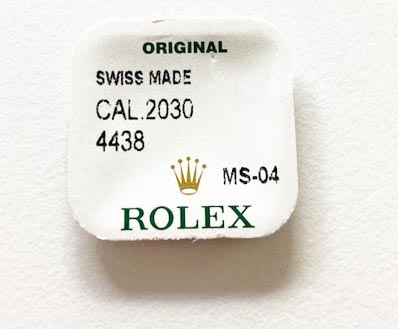 ORIGINAL
SWISS MADE
CAL.2030
4438
MS-04
ROLEX